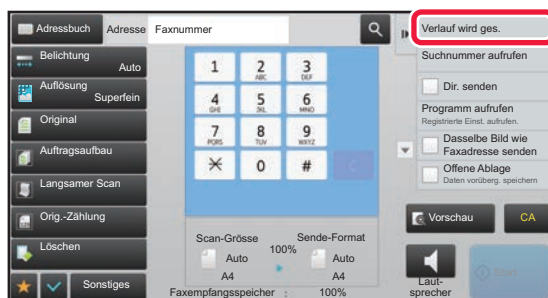 Adressbuch
Adresse
Faxnummer
Verlauf wird ges.
Belichtung
Auto
Auflösung
Superfein
Original
Auftragsaufbau
Langsamer Scan
Orig.-Zählung
Löschen
Sonstiges
1
2
ABC
3
DEF
4
GHI
5
JKL
6
MNO
7
PQRS
8
TUV
9
WXYZ
0
#
C
Scan-Grösse
100%
Sende-Format
Auto
Auto
A4
A4
Faxempfangsspeicher : 100%
Suchnummer aufrufen
Dir. senden
Programm aufrufen
Registrierte Einst. aufrufen.
Dasselbe Bild wie
Faxadresse senden
Offene Ablage
Daten vorüberg. speichern
Vorschau
CA
Laut-
sprecher
Start